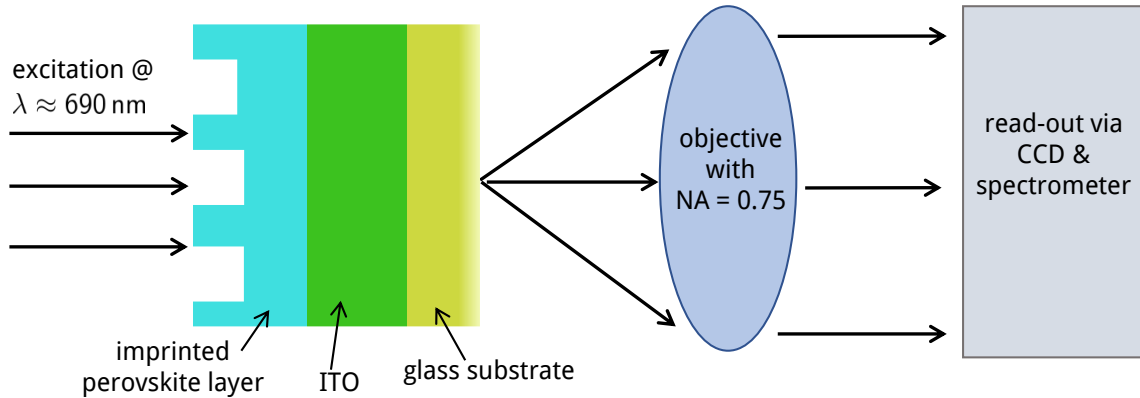 excitation @
λ ≈ 690 nm
imprinted
perovskite layer
ITO
glass substrate
objective
with
NA = 0.75
read-out via
CCD &
spectrometer